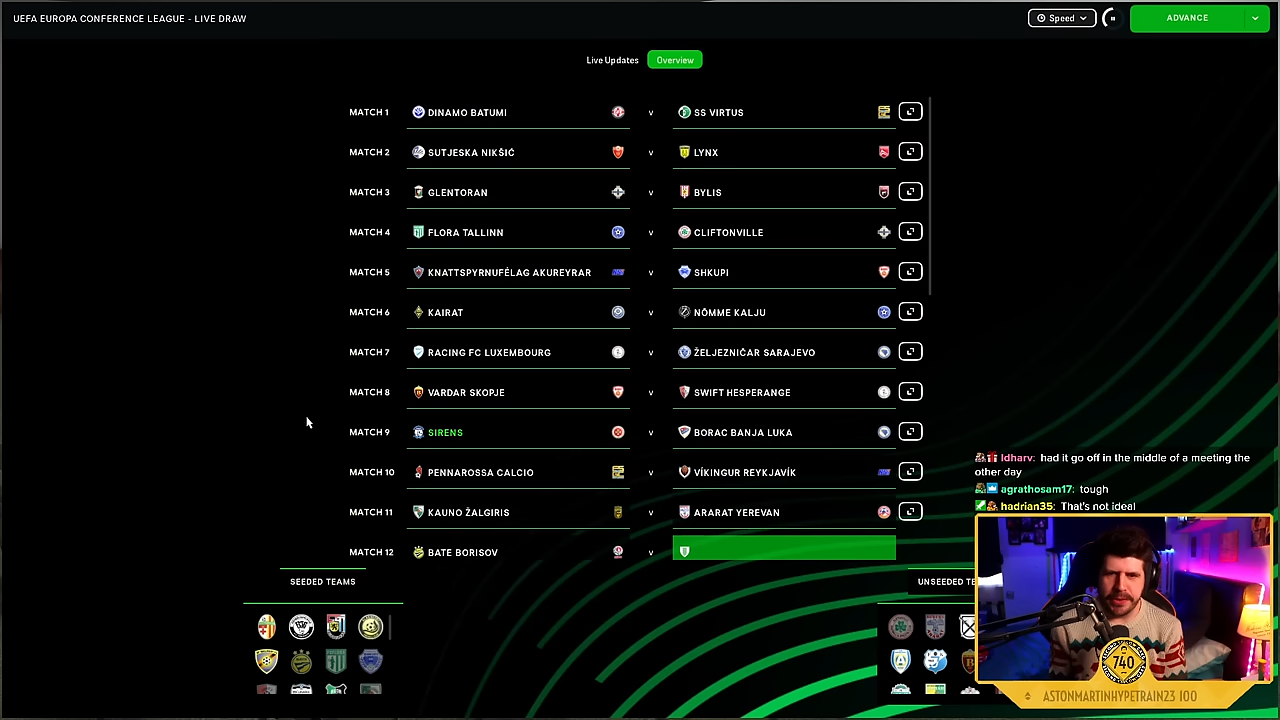 UEFA EUROPA CONFERENCE LEAGUE - LIVE DRAW
Speed
ADVANCE
Live Updates
Overview
MATCH 1 DINAMO BATUMI v SS VIRTUS
MATCH 2 SUTJESKA NIKŠIĆ v LYNX
MATCH 3 GLENTORAN v BYLIS
MATCH 4 FLORA TALLINN v CLIFTONVILLE
MATCH 5 KNATTSPYRNUFÉLAG AKUREYRAR v SHKUPI
MATCH 6 KAIRAT v NÕMME KALJU
MATCH 7 RACING FC LUXEMBOURG v ŽELJEZNIČAR SARAJEVO
MATCH 8 VARDAR SKOPJE v SWIFT HESPERANGE
MATCH 9 SIRENS v BORAC BANJA LUKA
MATCH 10 PENNAROSSA CALCIO v VÍKINGUR REYKJAVÍK
MATCH 11 KAUNO ŽALGIRIS v ARARAT YEREVAN
MATCH 12 BATE BORISOV v
SEEDED TEAMS
UNSEEDED TE
ldharv: had it go off in the middle of a meeting the
other day
agrathosam17: tough
hadrian35: That's not ideal
740
ASTONMARTINHYPETRAIN23 100